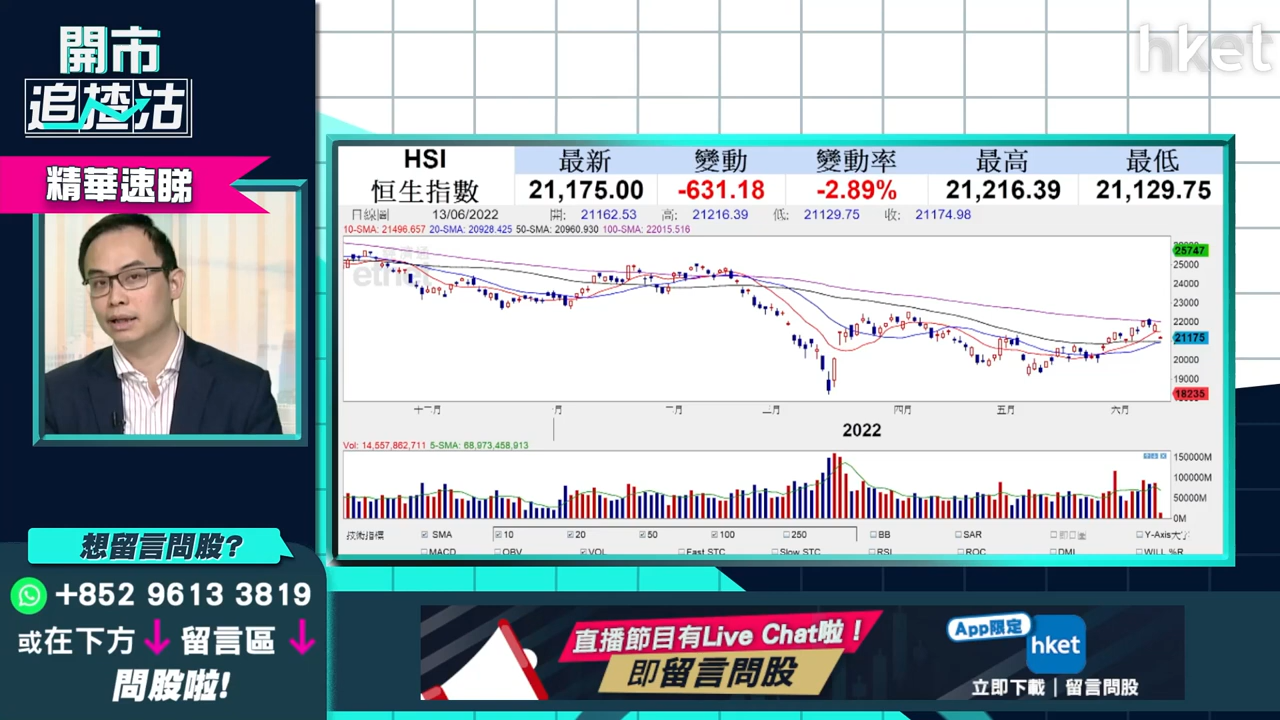 開市
追揸沽
精華速睇
想留言問股?
+852 9613 3819
或在下方
留言區
問股啦!
hket
HSI 最新 變動 變動率 最高 最低
恒生指數 21,175.00 -631.18 -2.89% 21,216.39 21,129.75
日線圖 13/06/2022 開: 21162.53 高: 21216.39 低: 21129.75 收: 21174.98
10-SMA: 21496.657 20-SMA: 20928.425 50-SMA: 20960.930 100-SMA: 22015.516
25747
25000
24000
23000
22000
21175
20000
19000
18235
十二月 一月 二月 三月 四月 五月 六月
2022
Vol: 14,557,862,711 5-SMA: 68,973,458,913
150000M
100000M
50000M
0M
技術指標 SMA 10 20 50 100 250 BB SAR Y-Axis
MACD OBV VOL Fast STC Slow STC RSI ROC DMI WILL %R
直播節目有Live Chat啦!
即留言問股
App限定
hket
立即下載|留言問股